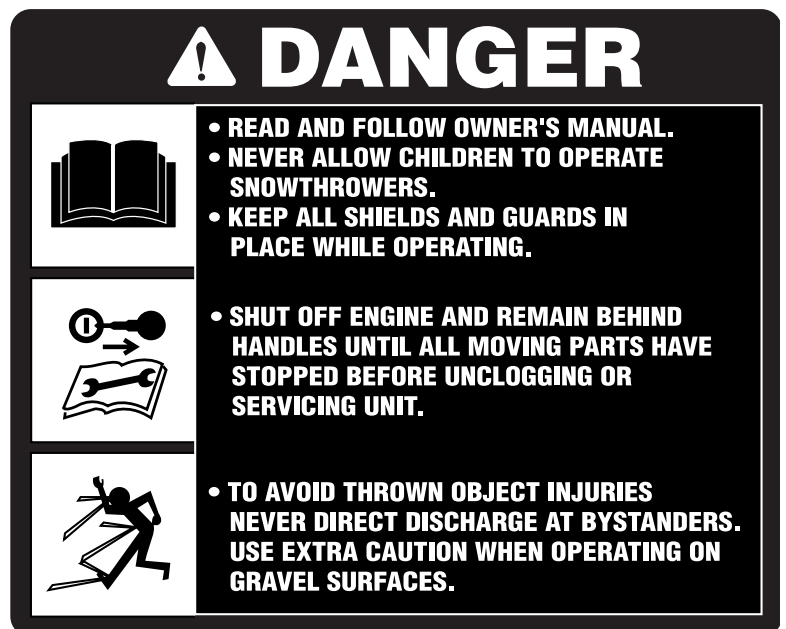 DANGER
• READ AND FOLLOW OWNER'S MANUAL.
• NEVER ALLOW CHILDREN TO OPERATE
SNOWTHROWERS.
• KEEP ALL SHIELDS AND GUARDS IN
PLACE WHILE OPERATING.
• SHUT OFF ENGINE AND REMAIN BEHIND
HANDLES UNTIL ALL MOVING PARTS HAVE
STOPPED BEFORE UNCLOGGING OR
SERVICING UNIT.
• TO AVOID THROWN OBJECT INJURIES
NEVER DIRECT DISCHARGE AT BYSTANDERS.
USE EXTRA CAUTION WHEN OPERATING ON
GRAVEL SURFACES.